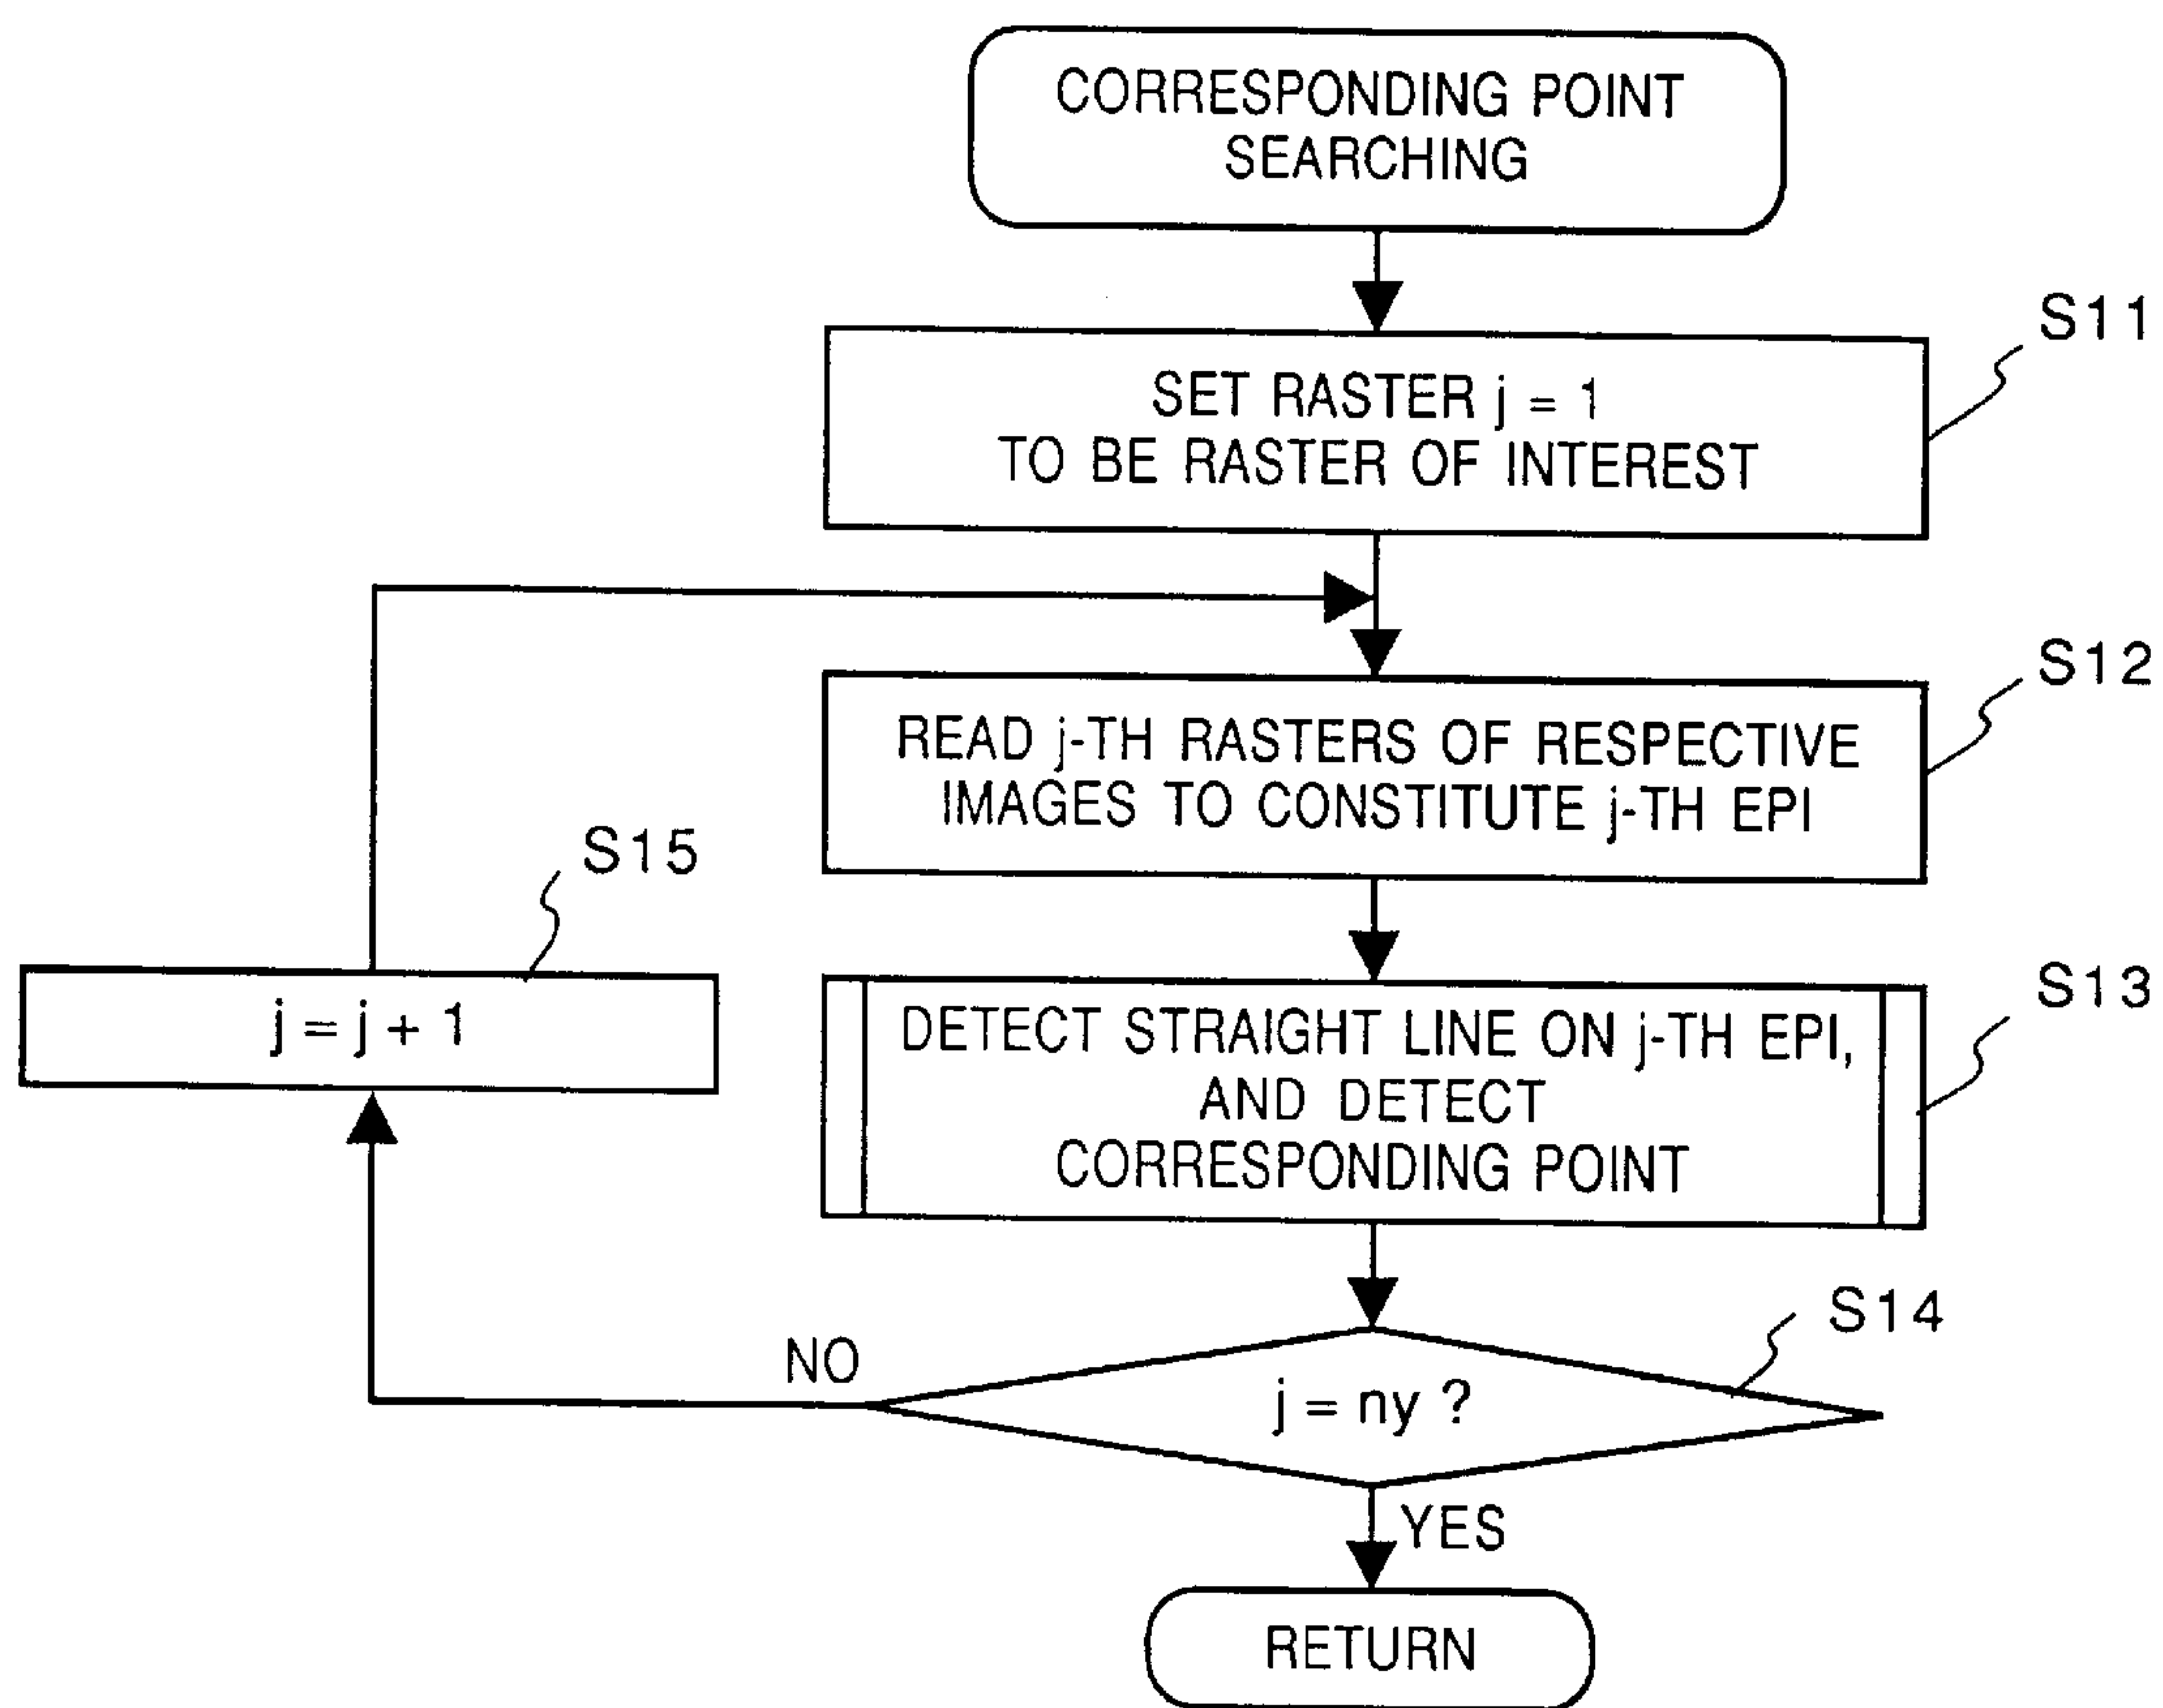 CORRESPONDING POINT
SEARCHING
S11
SET RASTER j = 1
TO BE RASTER OF INTEREST
S12
READ j-TH RASTERS OF RESPECTIVE
IMAGES TO CONSTITUTE j-TH EPI
S15
j = j + 1
S13
DETECT STRAIGHT LINE ON j-TH EPI,
AND DETECT
CORRESPONDING POINT
S14
NO
j = ny ?
YES
RETURN